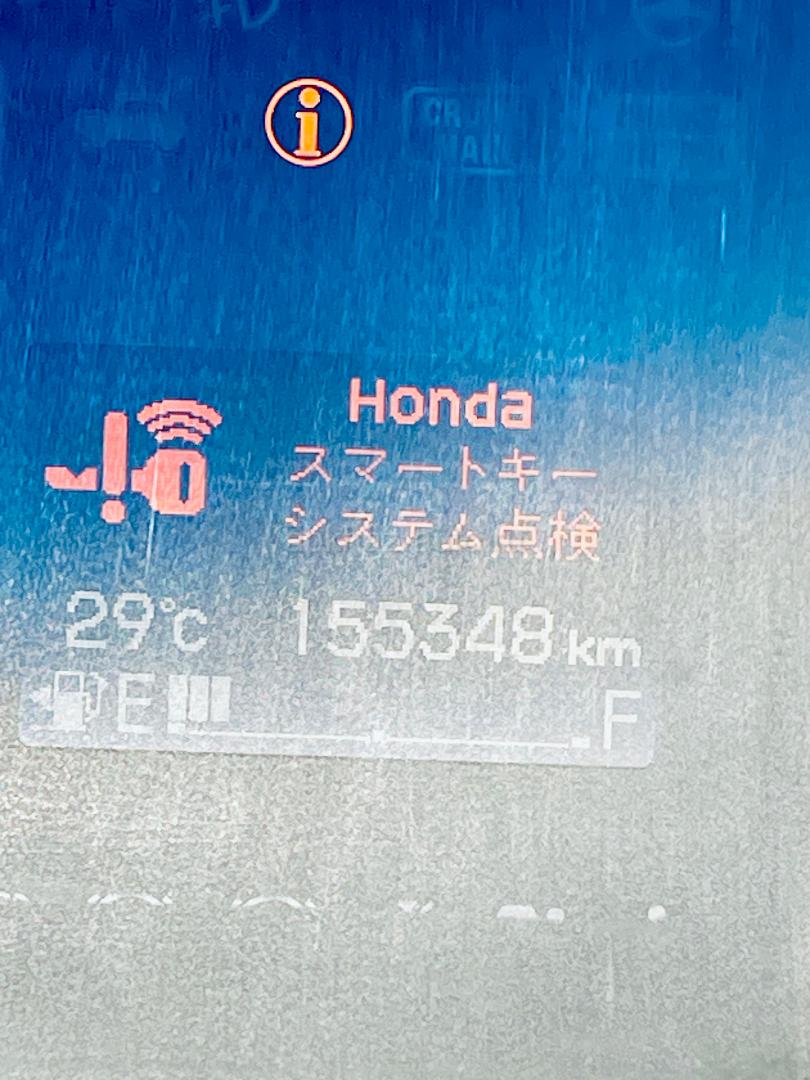 i
Honda
スマートキー
システム点検
29℃ 155348km
E F